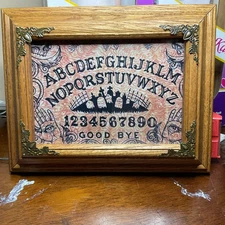 ABCDEFGHIJKLM
NOPQRSTUVWXYZ
1234567890
GOOD BYE